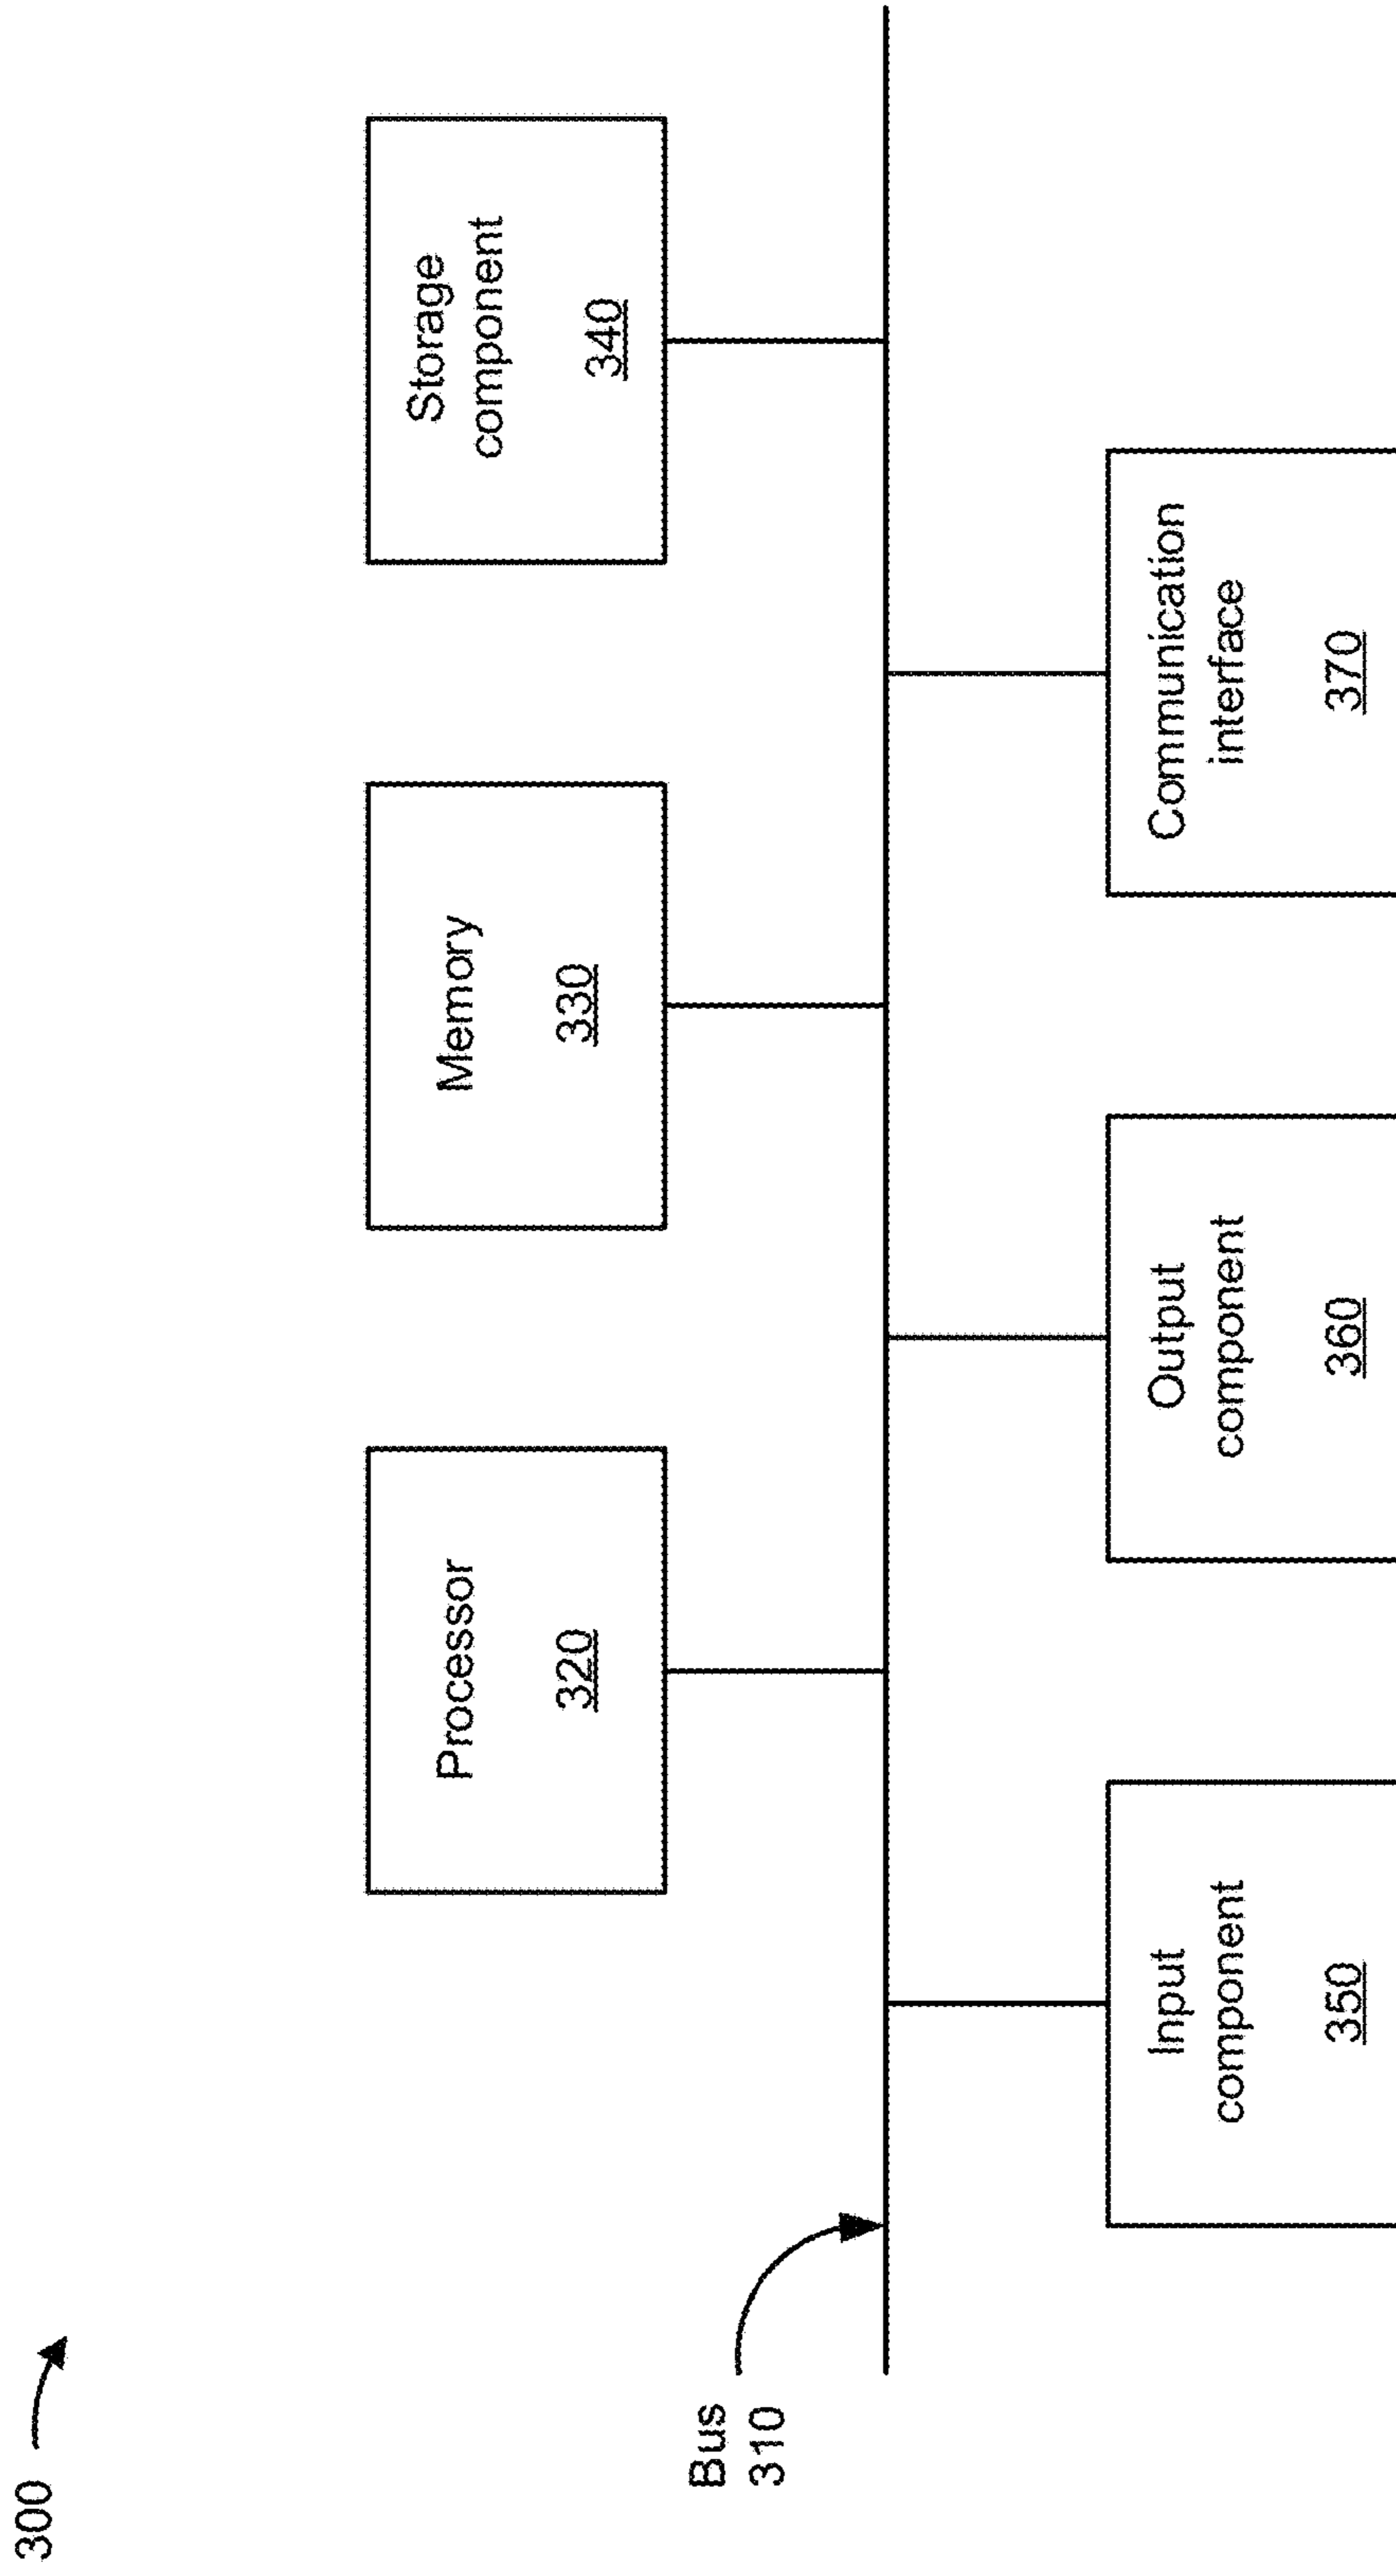 300
Processor
320
Memory
330
Storage
component
340
Bus
310
Input
component
350
Output
component
360
Communication
interface
370